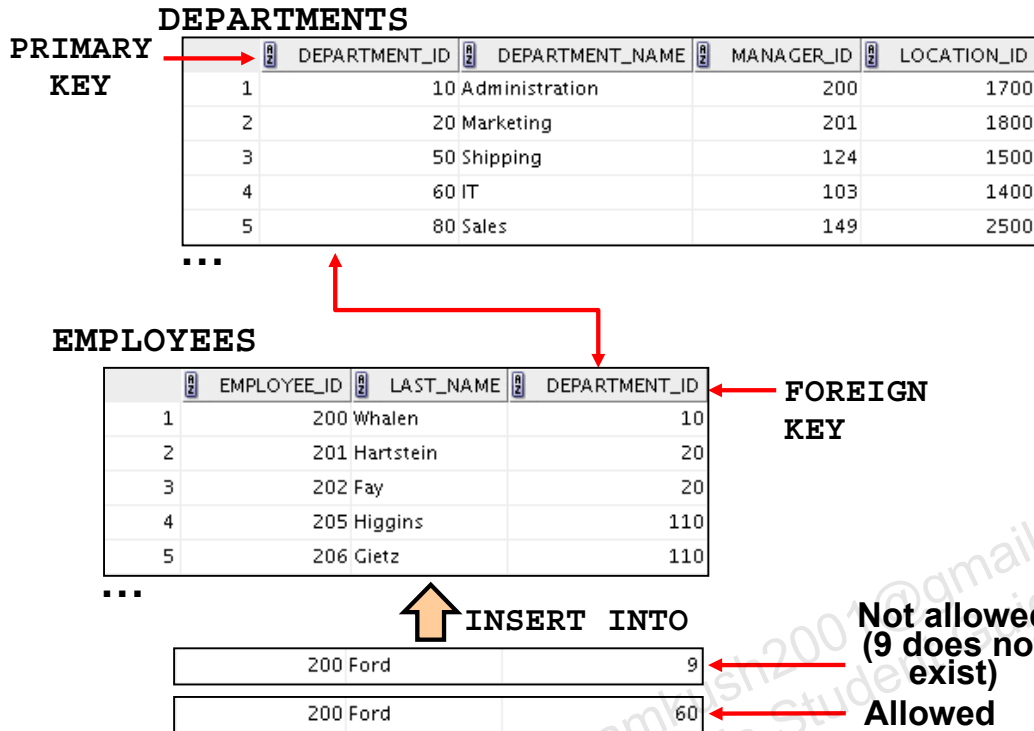 DEPARTMENTS
PRIMARY KEY
DEPARTMENT_ID DEPARTMENT_NAME MANAGER_ID LOCATION_ID
1 10 Administration 200 1700
2 20 Marketing 201 1800
3 50 Shipping 124 1500
4 60 IT 103 1400
5 80 Sales 149 2500
...
EMPLOYEES
EMPLOYEE_ID LAST_NAME DEPARTMENT_ID
FOREIGN KEY
1 200 Whalen 10
2 201 Hartstein 20
3 202 Fay 20
4 205 Higgins 110
5 206 Gietz 110
...
INSERT INTO
Not allowed
(9 does no
exist)
200 Ford 9
200 Ford 60
Allowed